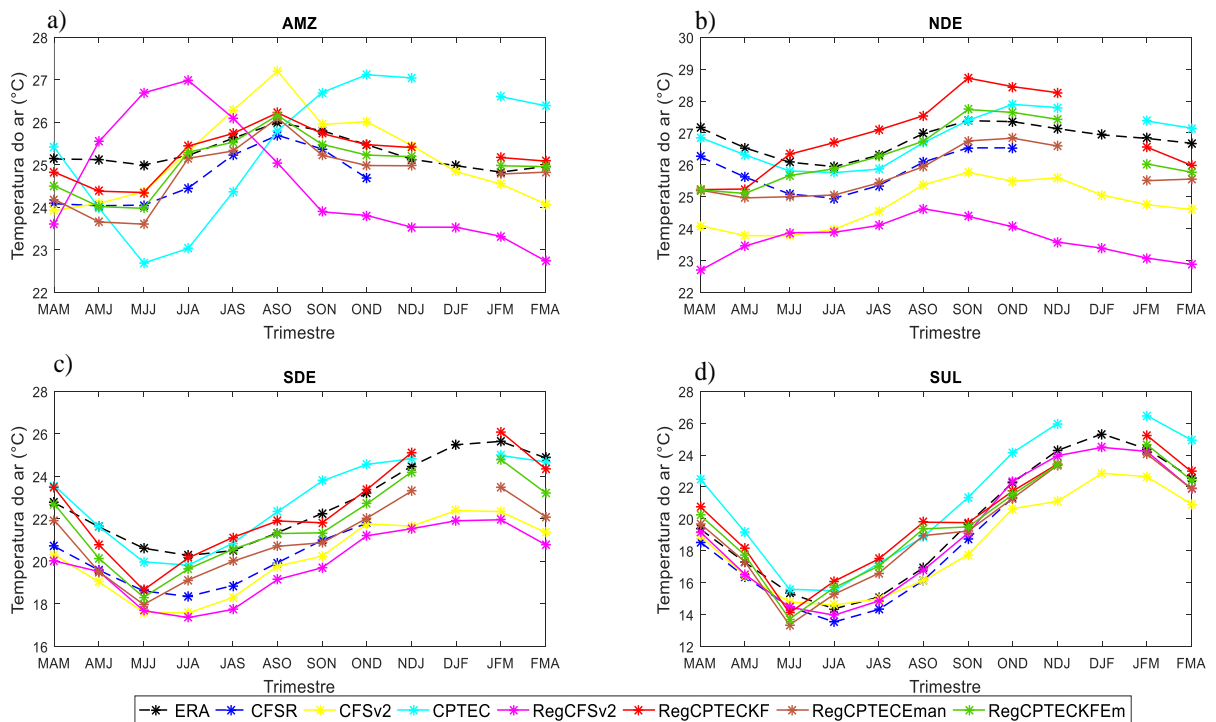 a)
AMZ
Temperatura do ar (°C)
28
27
26
25
24
23
22
MAM AMJ MJJ JJA JAS ASO SON OND NDJ DJF JFM FMA
Trimestre
b)
NDE
Temperatura do ar (°C)
30
29
28
27
26
25
24
23
22
MAM AMJ MJJ JJA JAS ASO SON OND NDJ DJF JFM FMA
Trimestre
c)
SDE
Temperatura do ar (°C)
28
26
24
22
20
18
16
MAM AMJ MJJ JJA JAS ASO SON OND NDJ DJF JFM FMA
Trimestre
d)
SUL
Temperatura do ar (°C)
28
26
24
22
20
18
16
14
12
MAM AMJ MJJ JJA JAS ASO SON OND NDJ DJF JFM FMA
Trimestre
ERA CFSR CFSv2 CPTEC RegCFSv2 RegCPTECKF RegCPTECEman RegCPTECKFEm